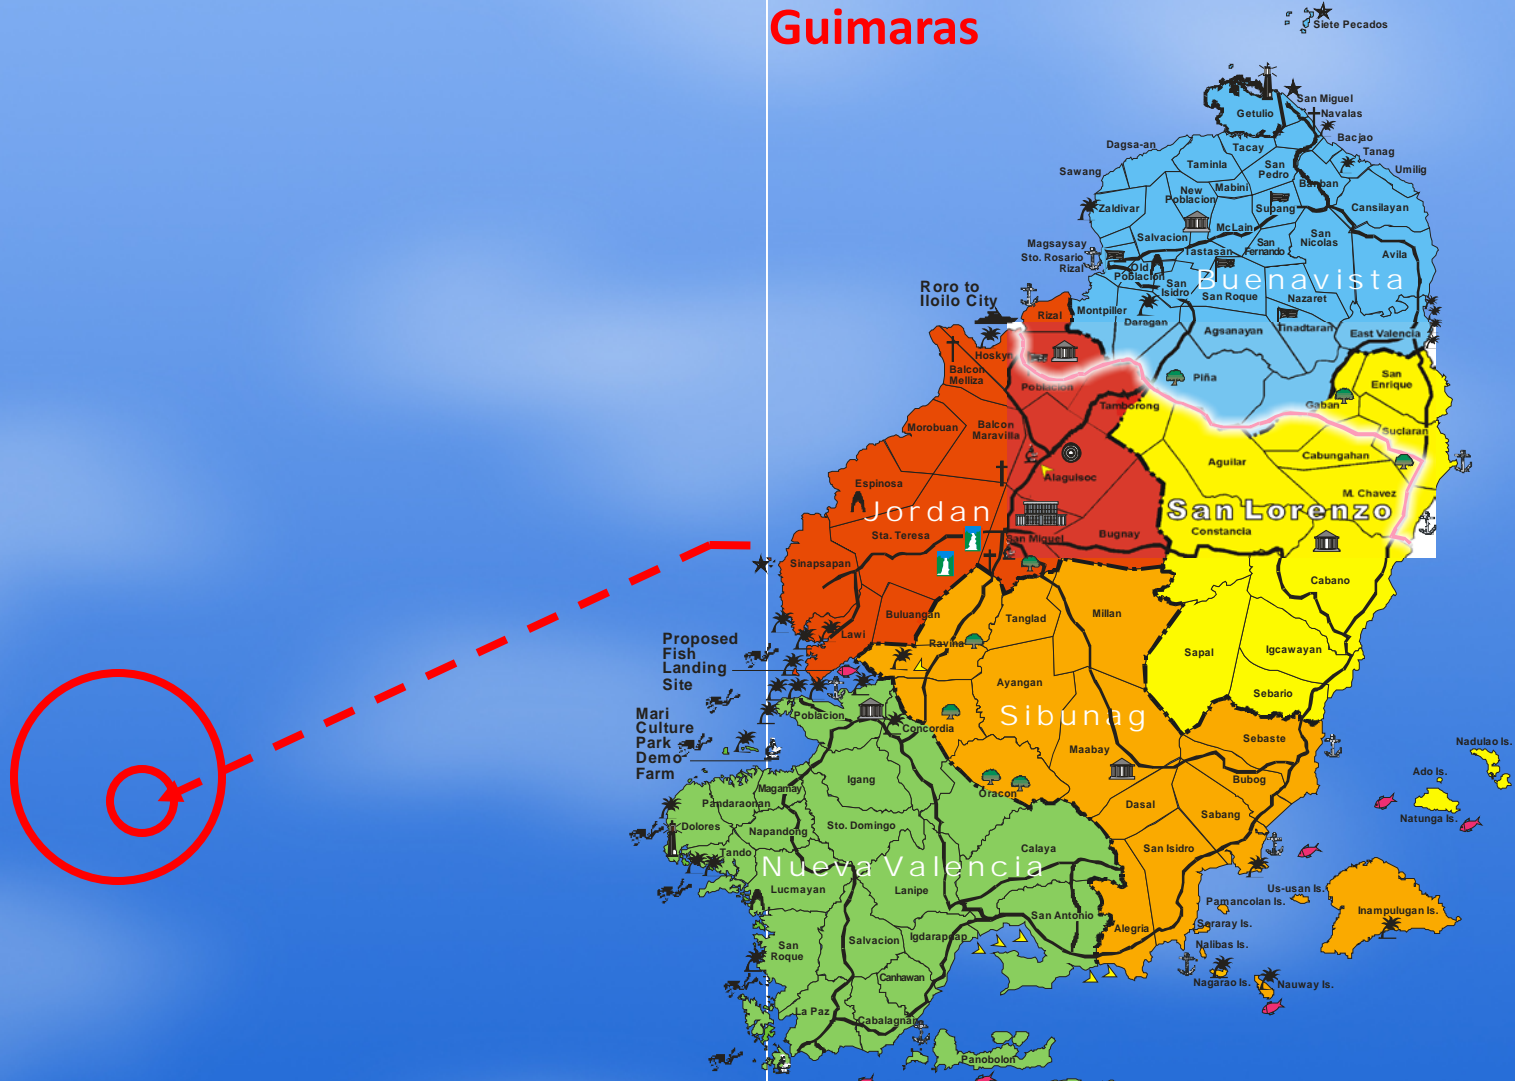 Guimaras
Siete Pecados
San Miguel
Getulio
Navalas
Bacjao
Dagsa-an
Tacay
Tanag
Taminla
San
Pedro
Umilig
Sawang
Banban
New
Poblacion
Mabini
Zaldivar
Supang
Cansilayan
McLain
Salvacion
San
Nicolas
Magsaysay
San
Fernando
Tastasan
Avila
Sto. Rosario
Rizal
Old
Poblacion
Buenavista
San
Isidro
Roro to
Iloilo City
San Roque
Nazaret
Montpiller
Rizal
Daragan
Agsanayan
Tinadtaran
East Valencia
Hoskyn
Balcon
Melliza
Poblacion
Piña
San
Enrique
Tamborong
Gaban
Morobuan
Balcon
Maravilla
Suclaran
Cabungahan
Aguilar
Alaguisoc
Espinosa
M. Chavez
Jordan
San Lorenzo
Sta. Teresa
San Miguel
Bugnay
Constancia
Sinapsapan
Cabano
Buluangan
Tanglad
Millan
Lawi
Ravina
Sapal
Igcawayan
Proposed
Fish
Landing
Site
Ayangan
Sebario
Mari
Culture
Park
Demo
Farm
Poblacion
Sibunag
Concordia
Sebaste
Maabay
Nadulao Is.
Igang
Bubog
Ado Is.
Magamay
Oracon
Pandaraonan
Dasal
Sabang
Natunga Is.
Dolores
Napandong
Sto. Domingo
Tando
Calaya
San Isidro
Nueva Valencia
Lucmayan
Lanipe
Us-usan Is.
Pamancolan Is.
Inampulugan Is.
San Antonio
Seraray Is.
Alegria
San
Roque
Salvacion
Igdarapdap
Nalibas Is.
Canhawan
Nagarao Is.
Nauway Is.
La Paz
Cabalagnan
Panobolon